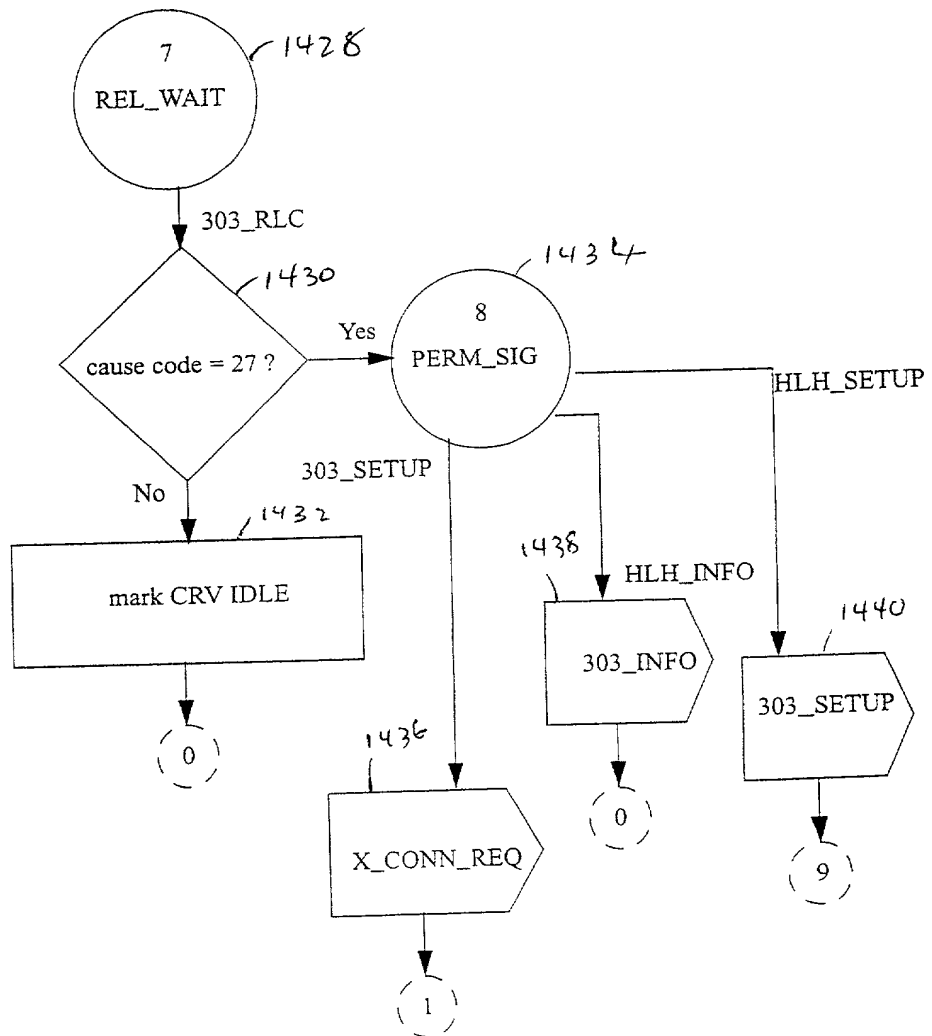 7
REL_WAIT
1428
303_RLC
1430
cause code = 27 ?
Yes
8
PERM_SIG
1434
HLH_SETUP
303_SETUP
No
1432
mark CRV IDLE
0
HLH_INFO
1438
303_INFO
0
1440
303_SETUP
9
1436
X_CONN_REQ
1